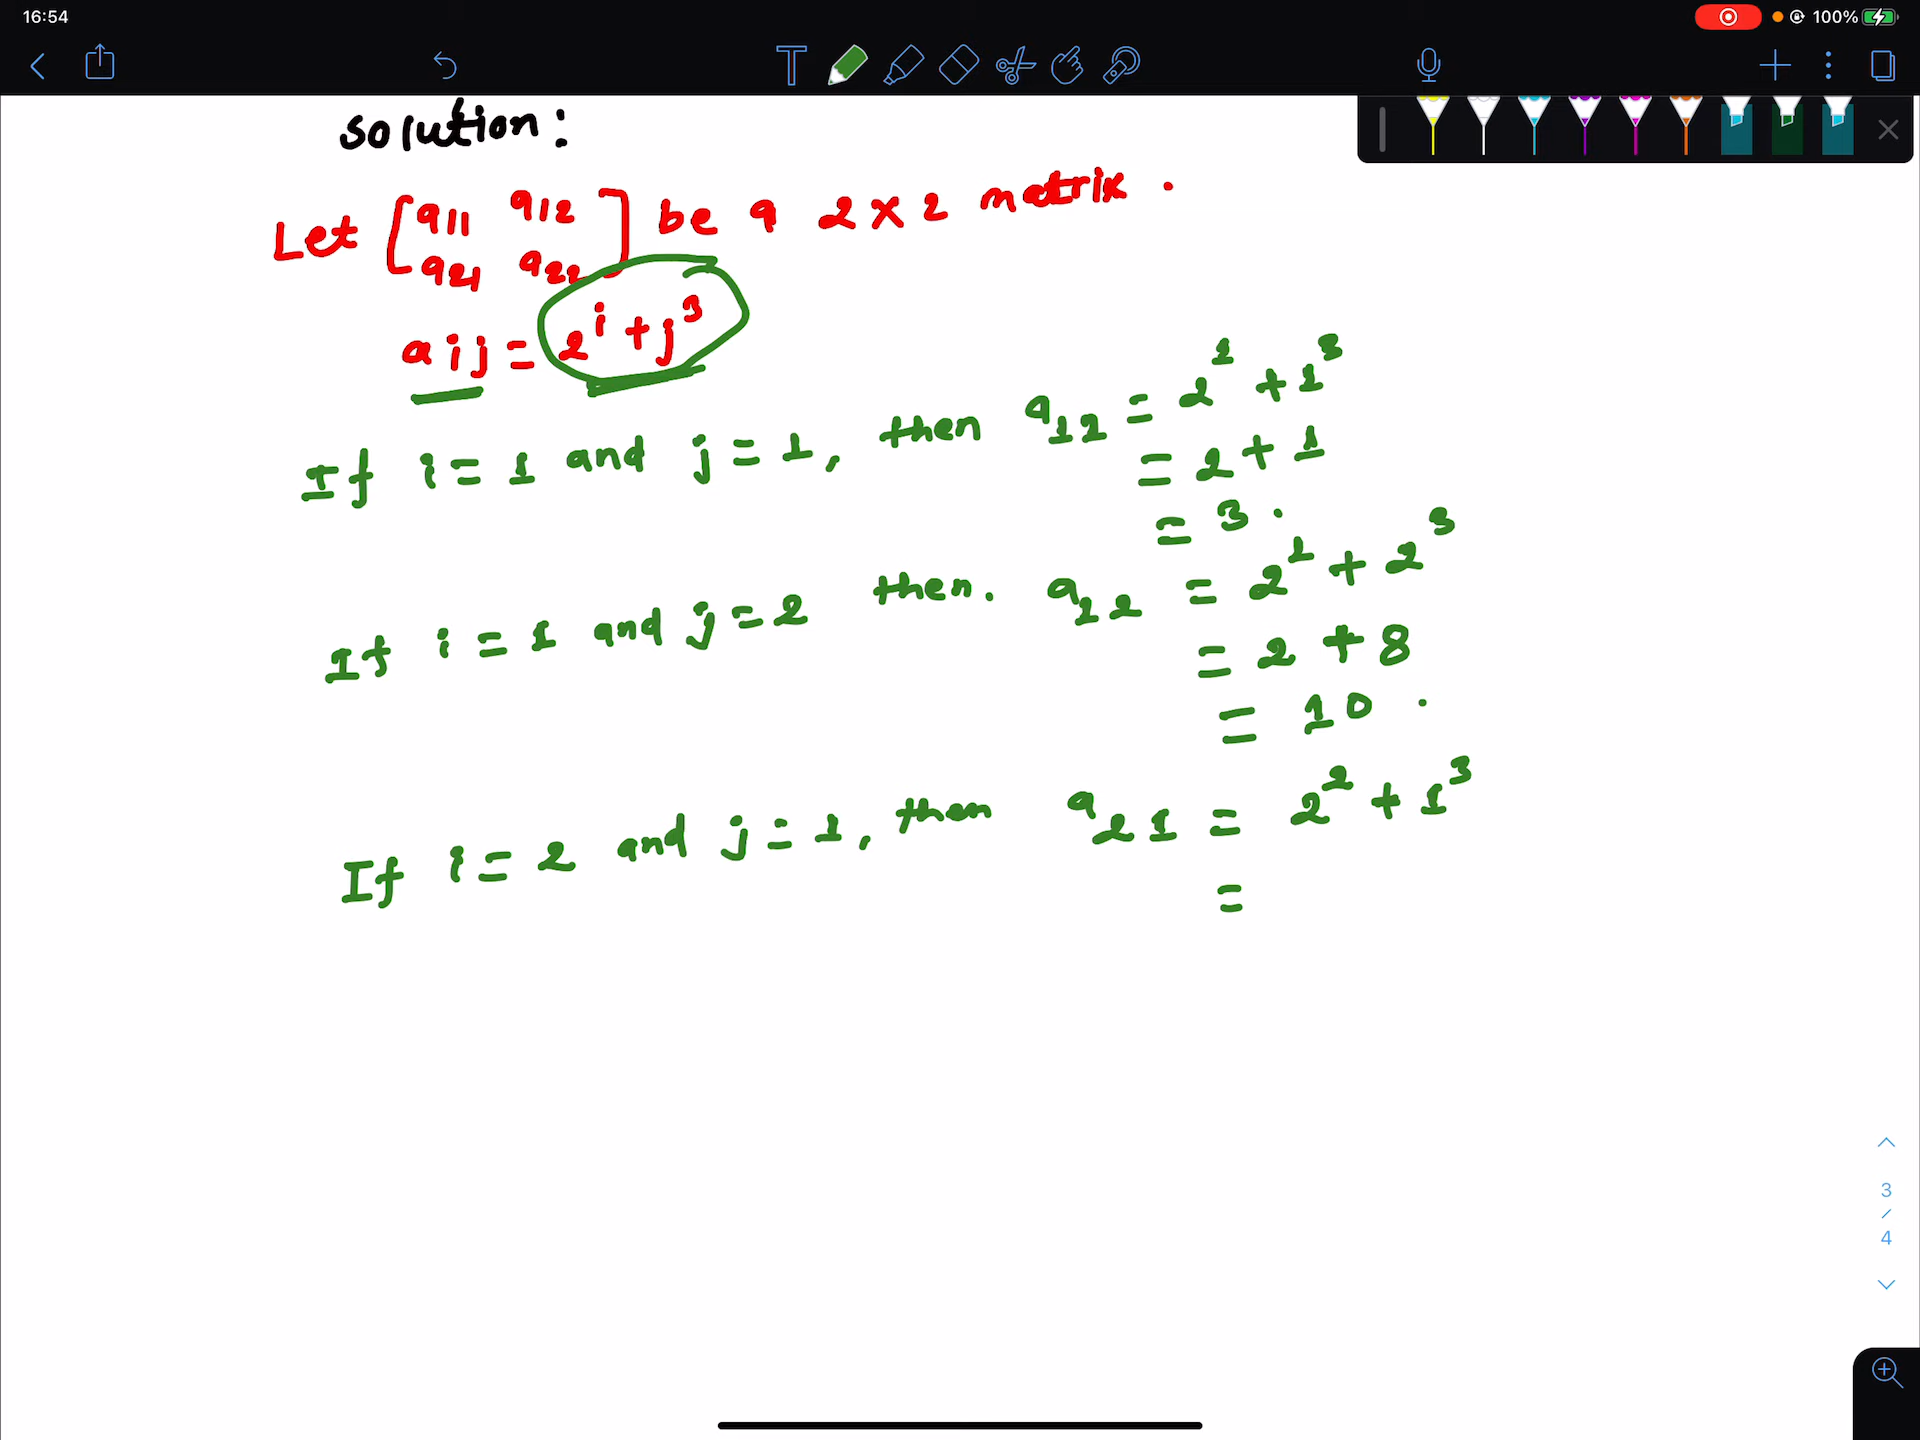 16:54
100%
Solution:
Let [a11 a12
a21 a22] be a 2 x 2 matrix.
aij = 2^i + j^3
If i = 1 and j = 1, then a11 = 2^1 + 1^3
= 2 + 1
= 3.
If i = 1 and j = 2 then. a12 = 2^1 + 2^3
= 2 + 8
= 10.
If i = 2 and j = 1, then a21 = 2^2 + 1^3
=
3
/
4